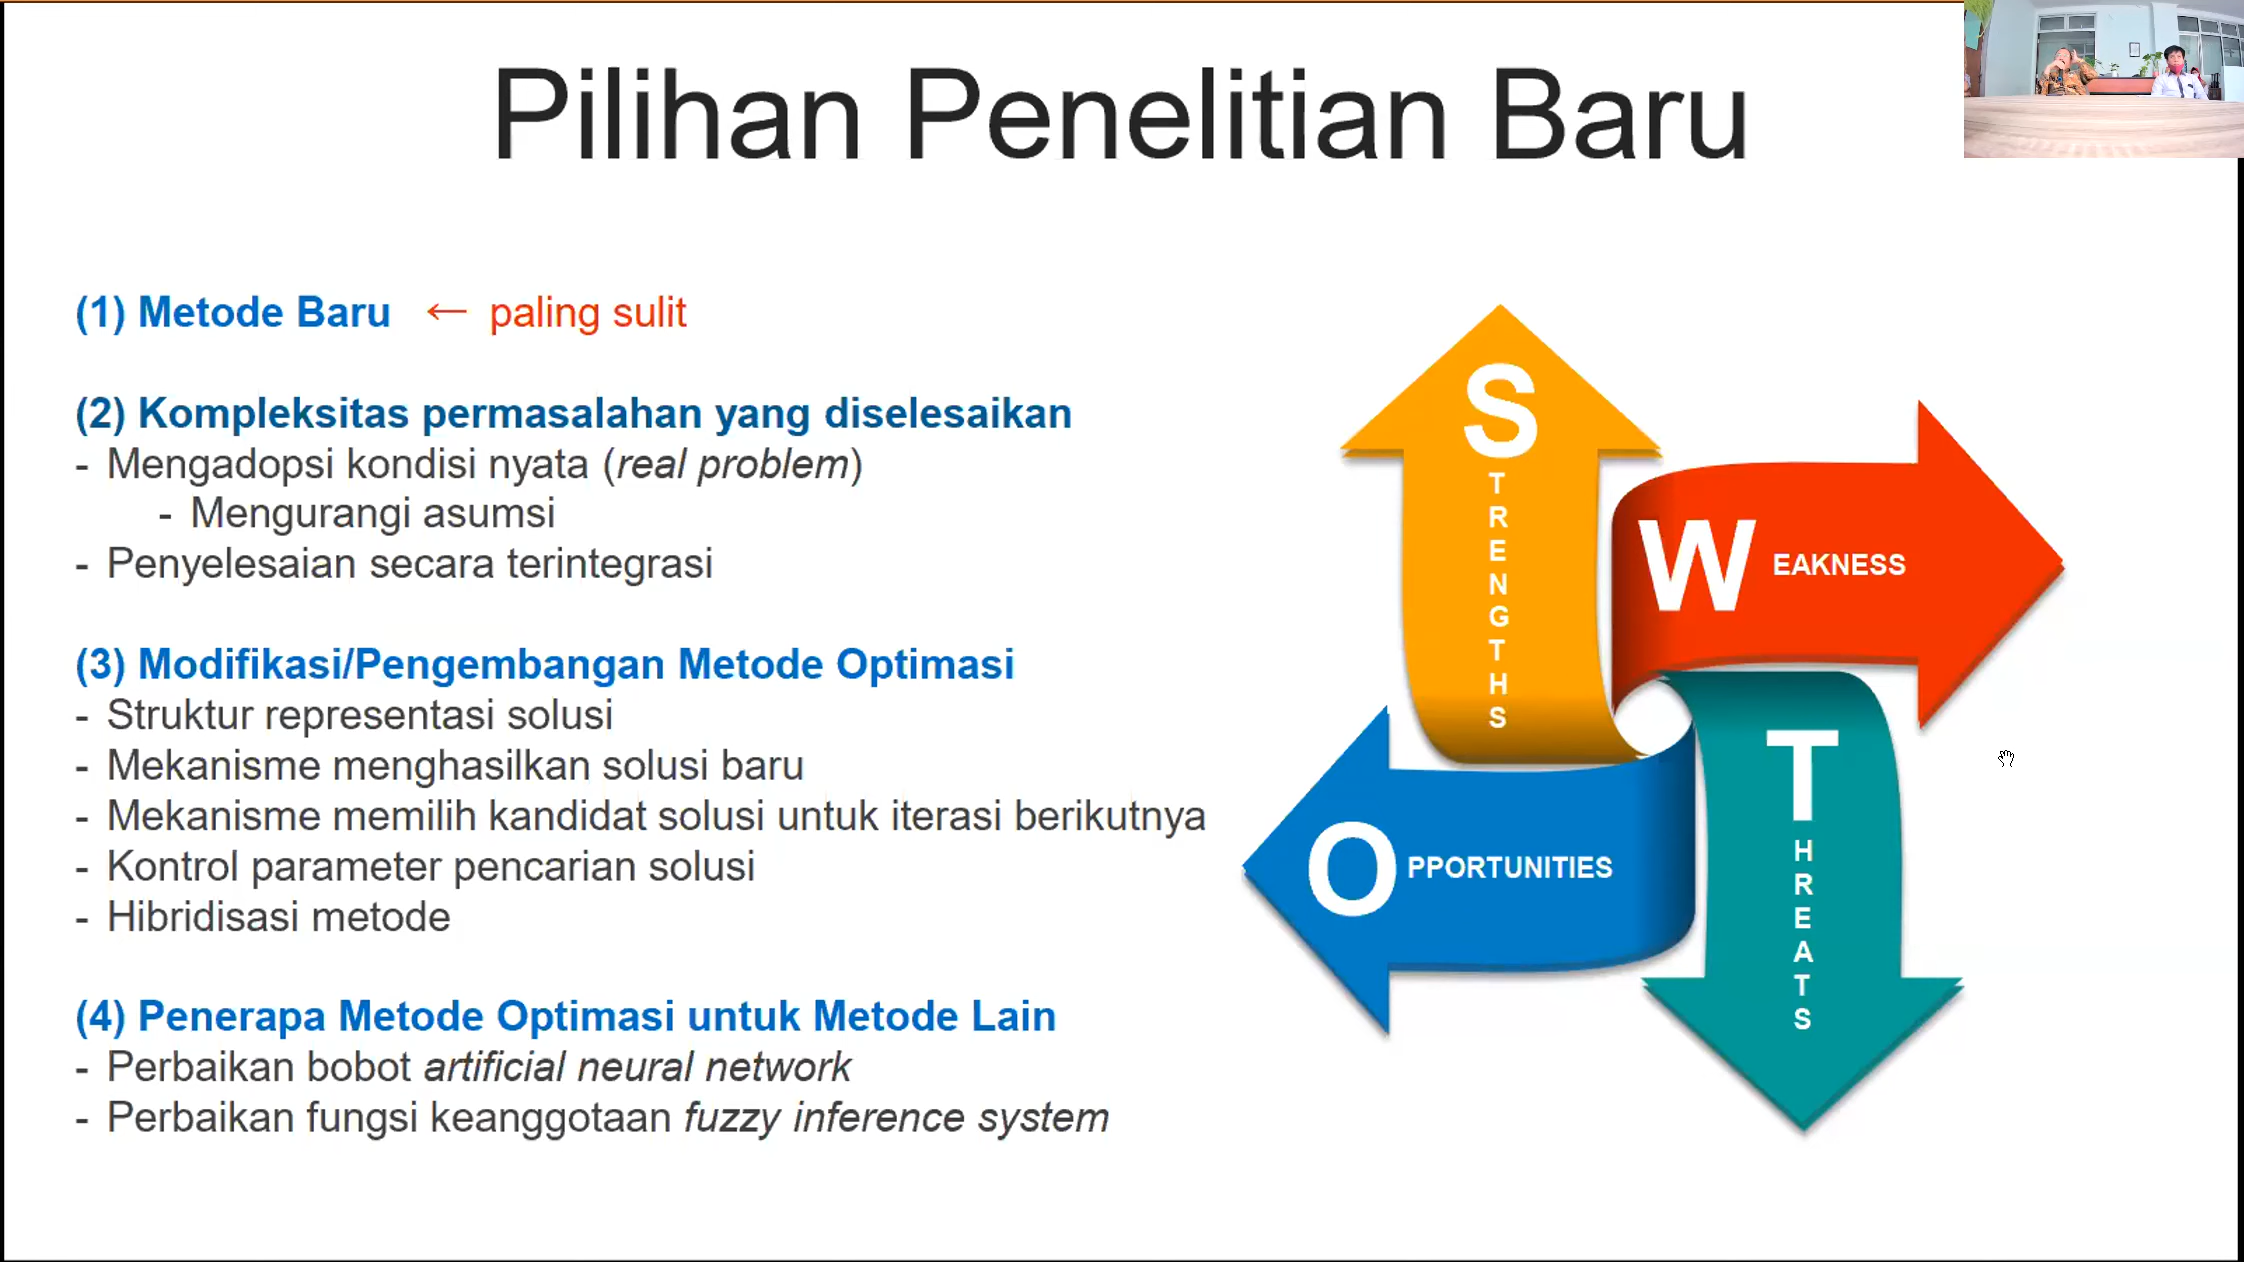 Pilihan Penelitian Baru
(1) Metode Baru ← paling sulit
(2) Kompleksitas permasalahan yang diselesaikan
- Mengadopsi kondisi nyata (real problem)
- Mengurangi asumsi
- Penyelesaian secara terintegrasi
(3) Modifikasi/Pengembangan Metode Optimasi
- Struktur representasi solusi
- Mekanisme menghasilkan solusi baru
- Mekanisme memilih kandidat solusi untuk iterasi berikutnya
- Kontrol parameter pencarian solusi
- Hibridisasi metode
(4) Penerapa Metode Optimasi untuk Metode Lain
- Perbaikan bobot artificial neural network
- Perbaikan fungsi keanggotaan fuzzy inference system
STRENGTHS
WEAKNESS
OPPORTUNITIES
THREATS